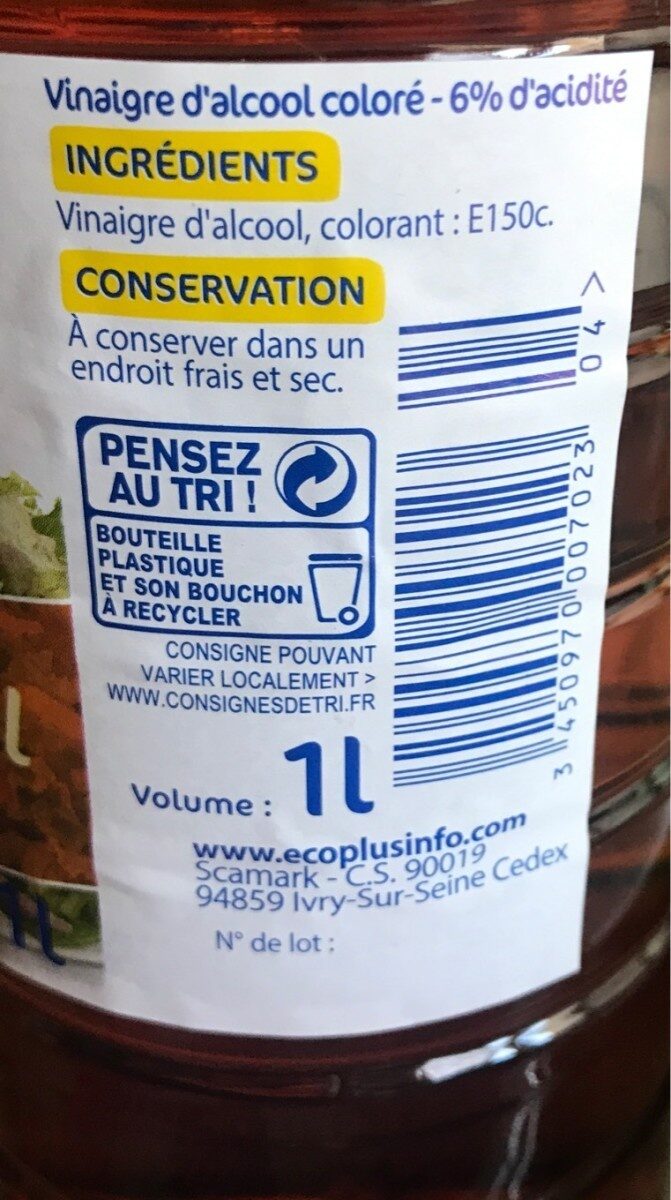 Vinaigre d'alcool coloré - 6% d'acidité
INGRÉDIENTS
Vinaigre d'alcool, colorant : E150c.
CONSERVATION
À conserver dans un
endroit frais et sec.
PENSEZ
AU TRI !
BOUTEILLE
PLASTIQUE
ET SON BOUCHON
À RECYCLER
CONSIGNE POUVANT
VARIER LOCALEMENT >
WWW.CONSIGNESDETRI.FR
Volume : 1l
www.ecoplusinfo.com
Scamark - C.S. 90019
94859 Ivry-Sur-Seine Cedex
N° de lot :
3 450970 007023
04 >
l
1L